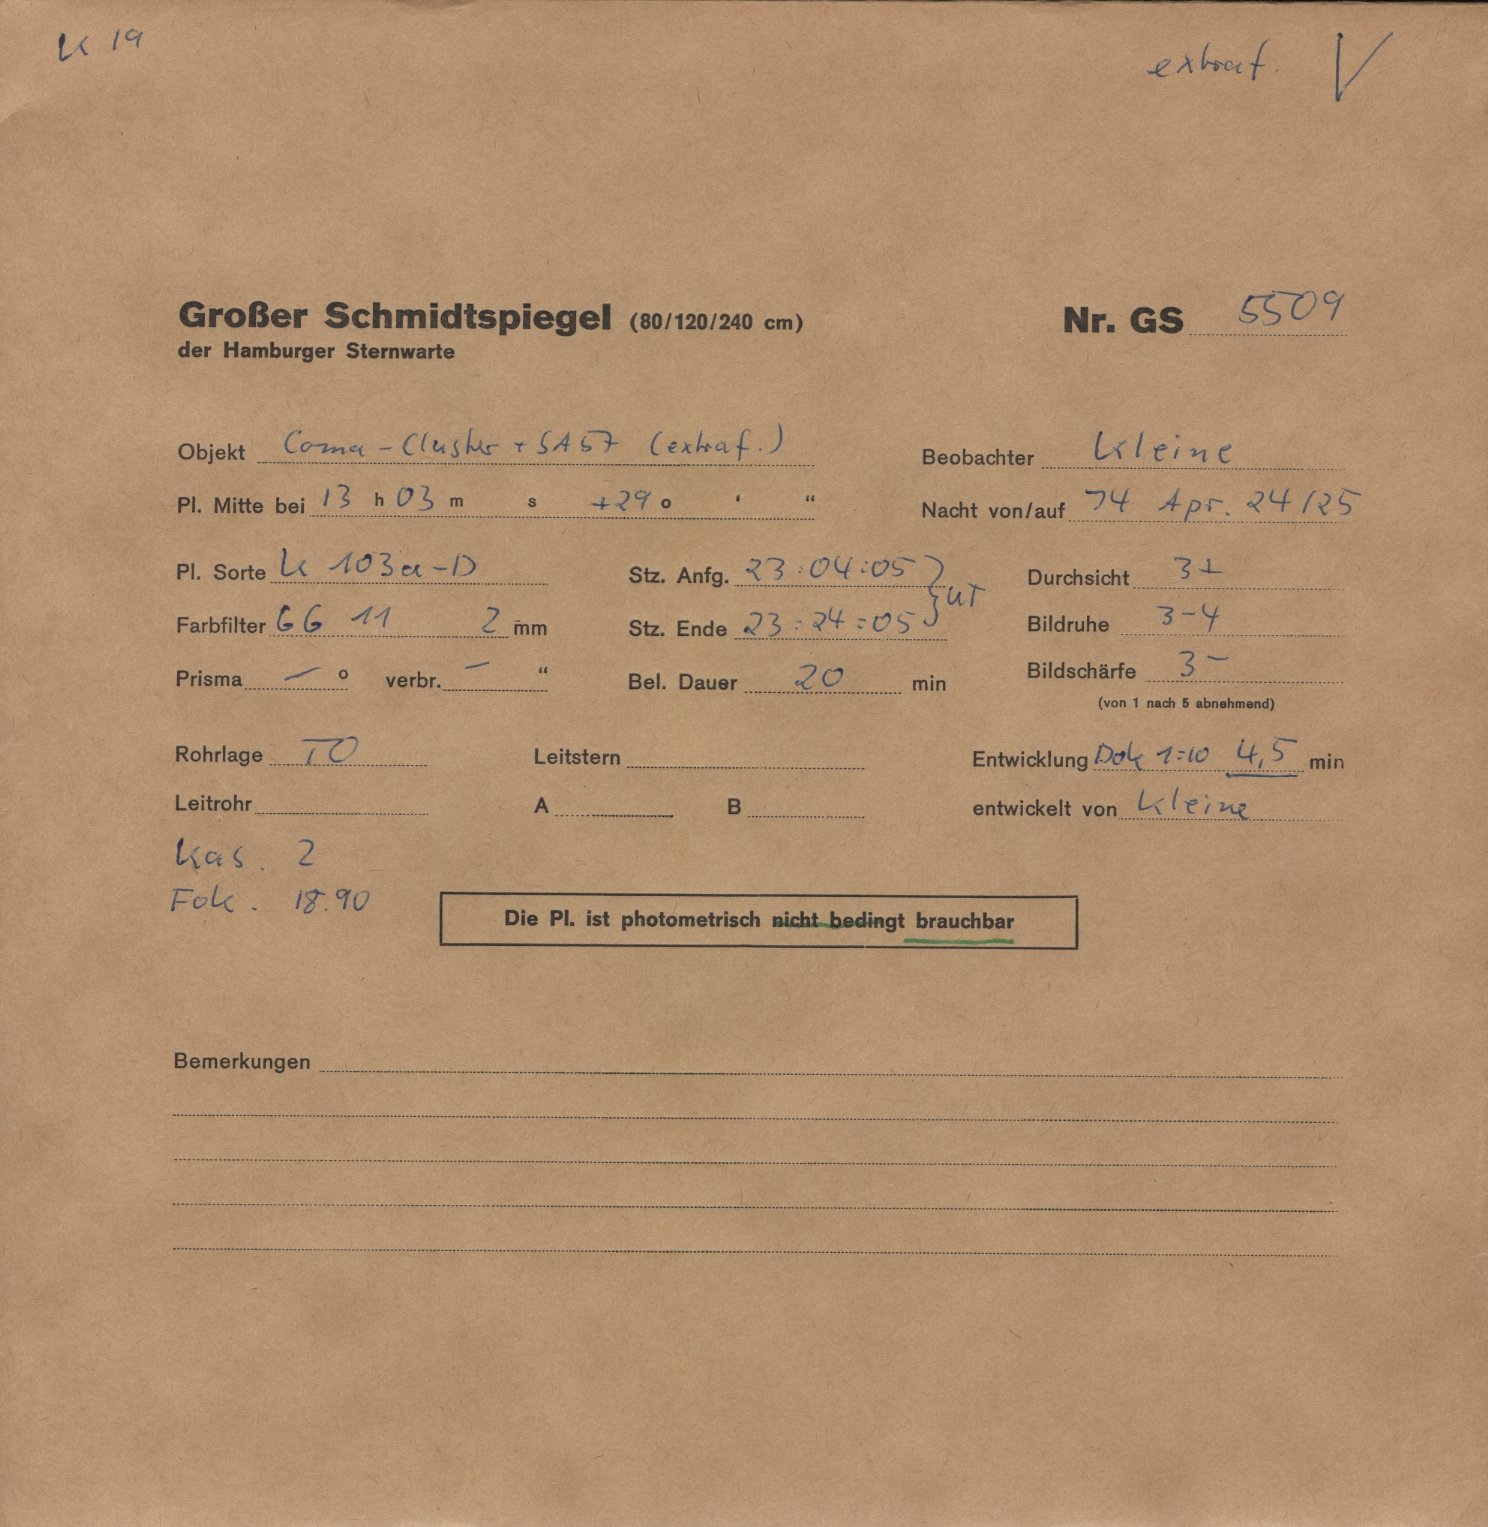 K 19
extraf. V
Großer Schmidtspiegel (80/120/240 cm) Nr. GS 5509
der Hamburger Sternwarte
Objekt Coma-Cluster + SA57 (extraf.) Beobachter Kleine
Pl. Mitte bei 13 h 03 m s +29 o ' “ Nacht von/auf 74 Apr. 24/25
Pl. Sorte K 103a-D Stz. Anfg. 23:04:05 } UT Durchsicht 3±
Farbfilter GG 11 2 mm Stz. Ende 23:24:05 Bildruhe 3-4
Prisma — o verbr. — “ Bel. Dauer 20 min Bildschärfe 3-
(von 1 nach 5 abnehmend)
Rohrlage TO Leitstern Entwicklung Dok 1:10 4,5 min
Leitrohr A B entwickelt von Kleine
Kas. 2
Fok. 18.90
Die Pl. ist photometrisch nicht bedingt brauchbar
Bemerkungen